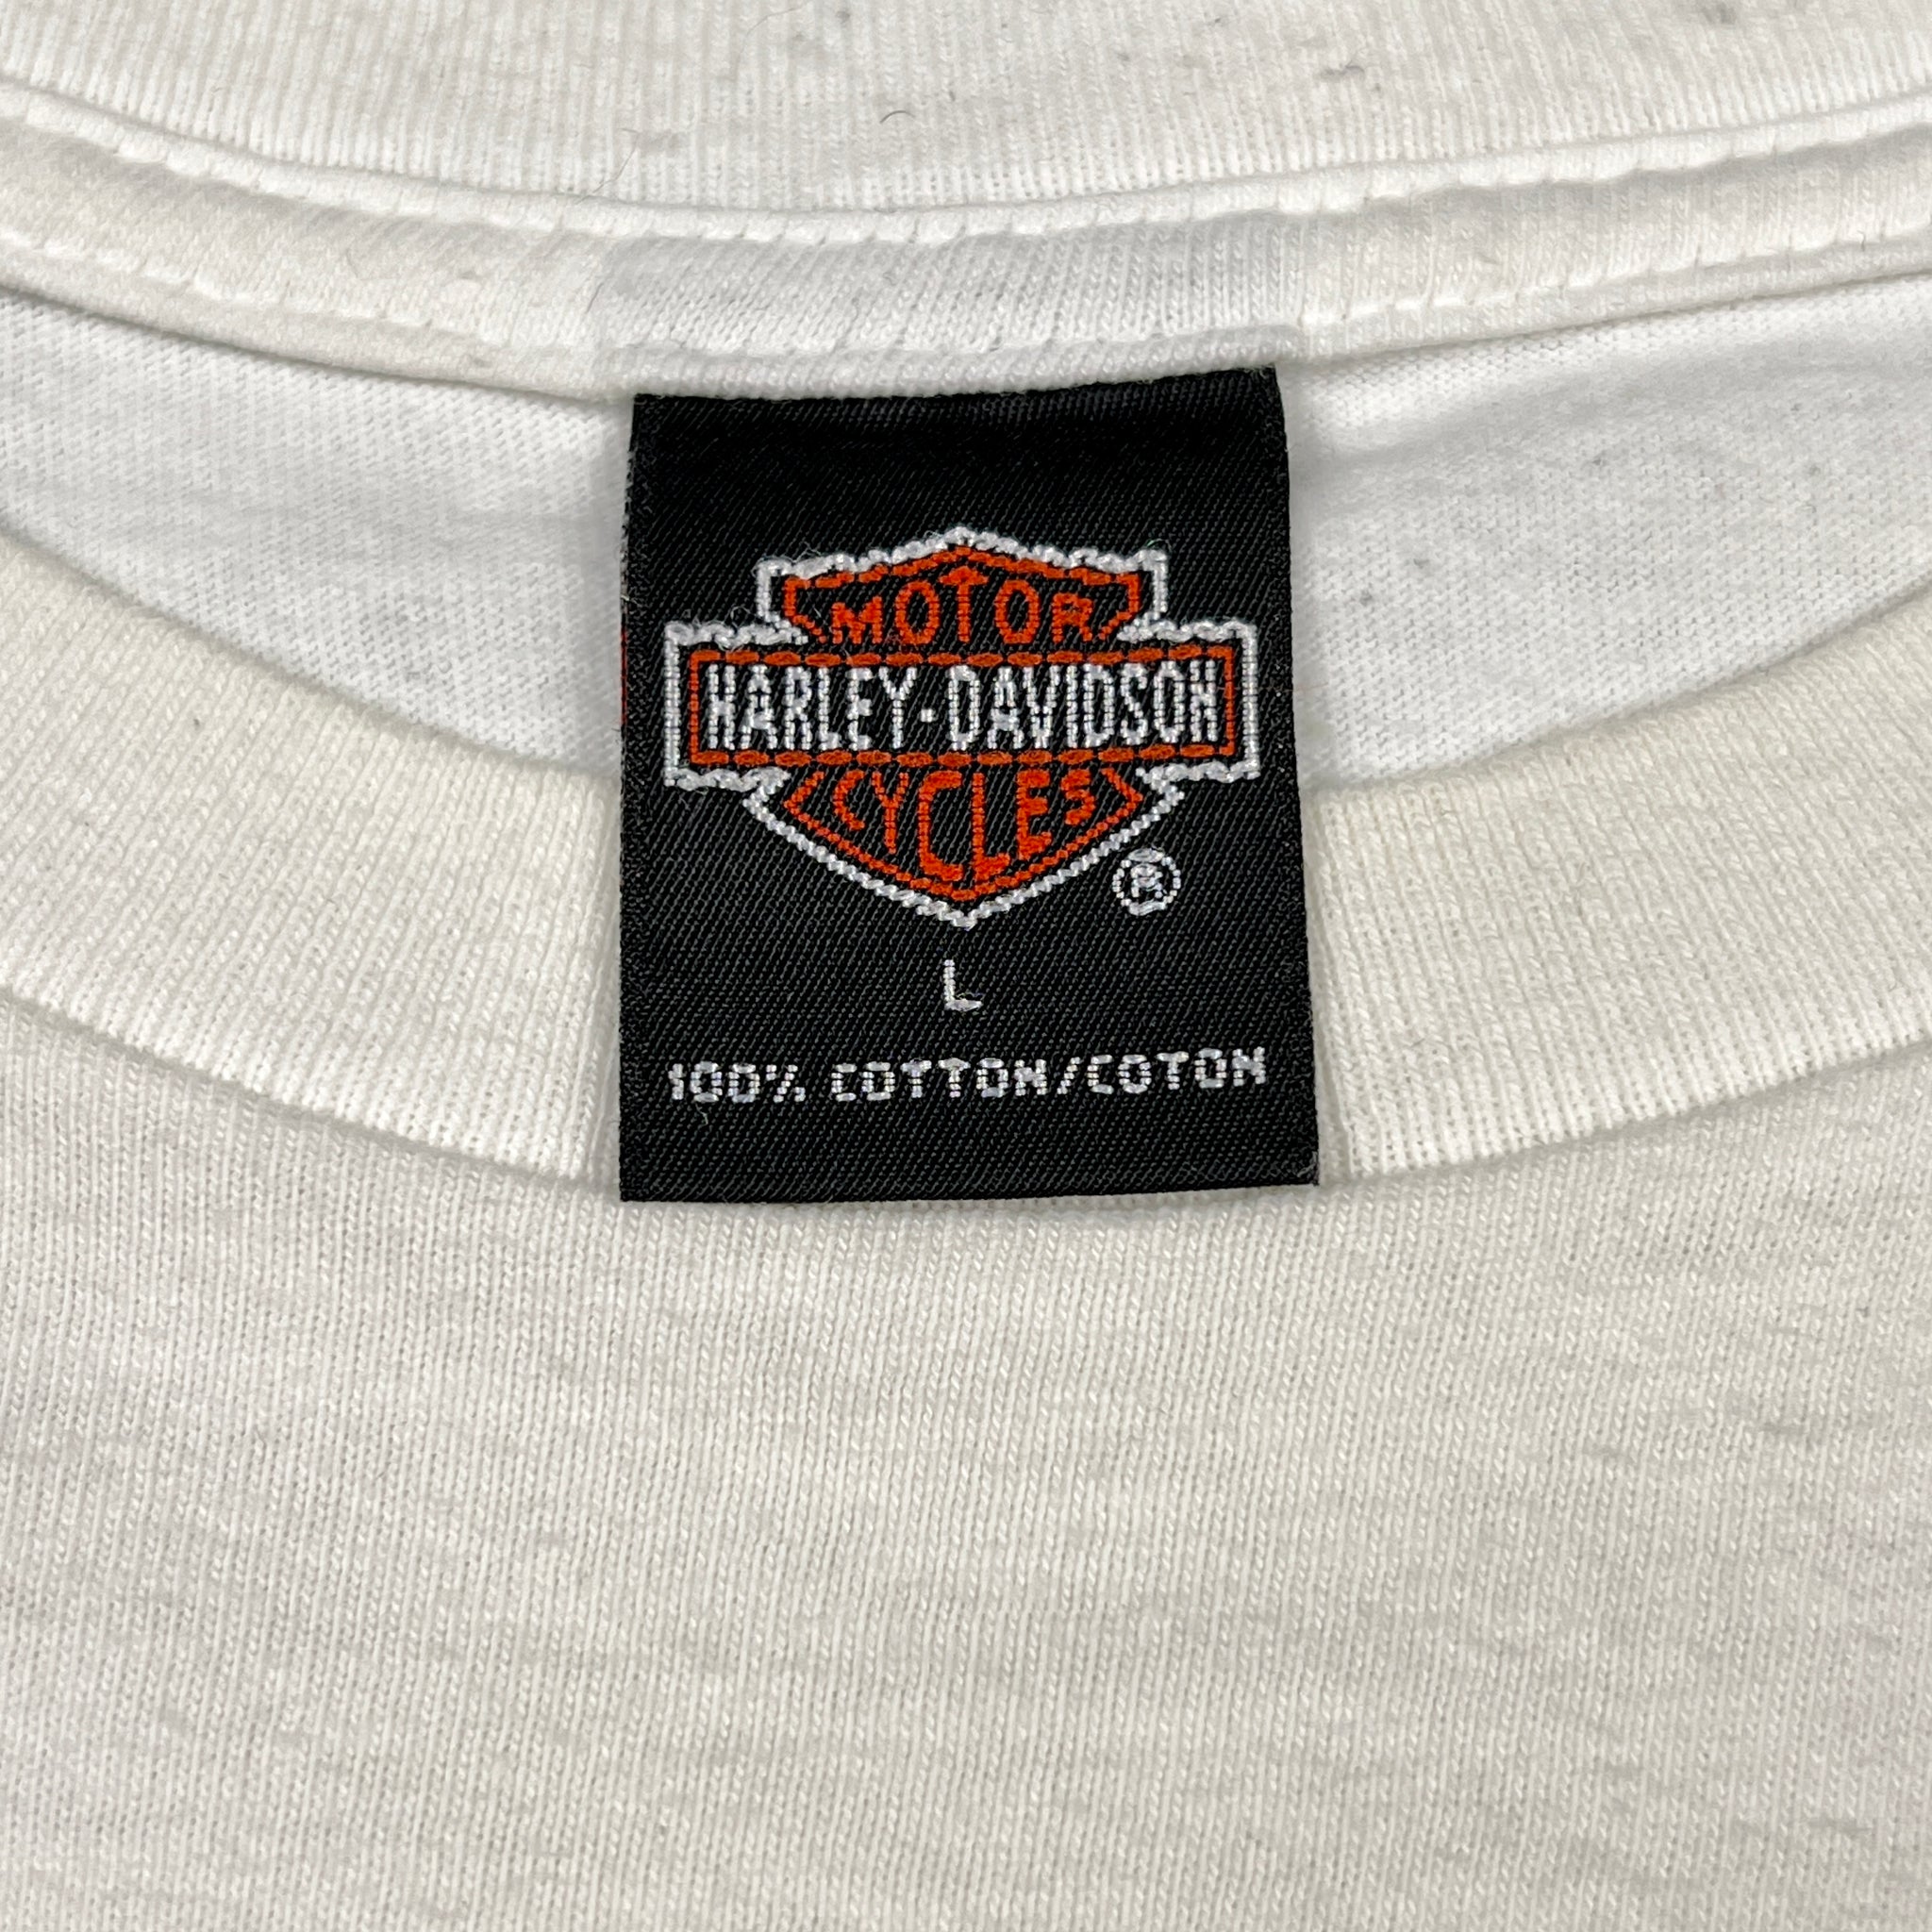 MOTOR
HARLEY-DAVIDSON
CYCLES
®
L
100% COTTON/COTON